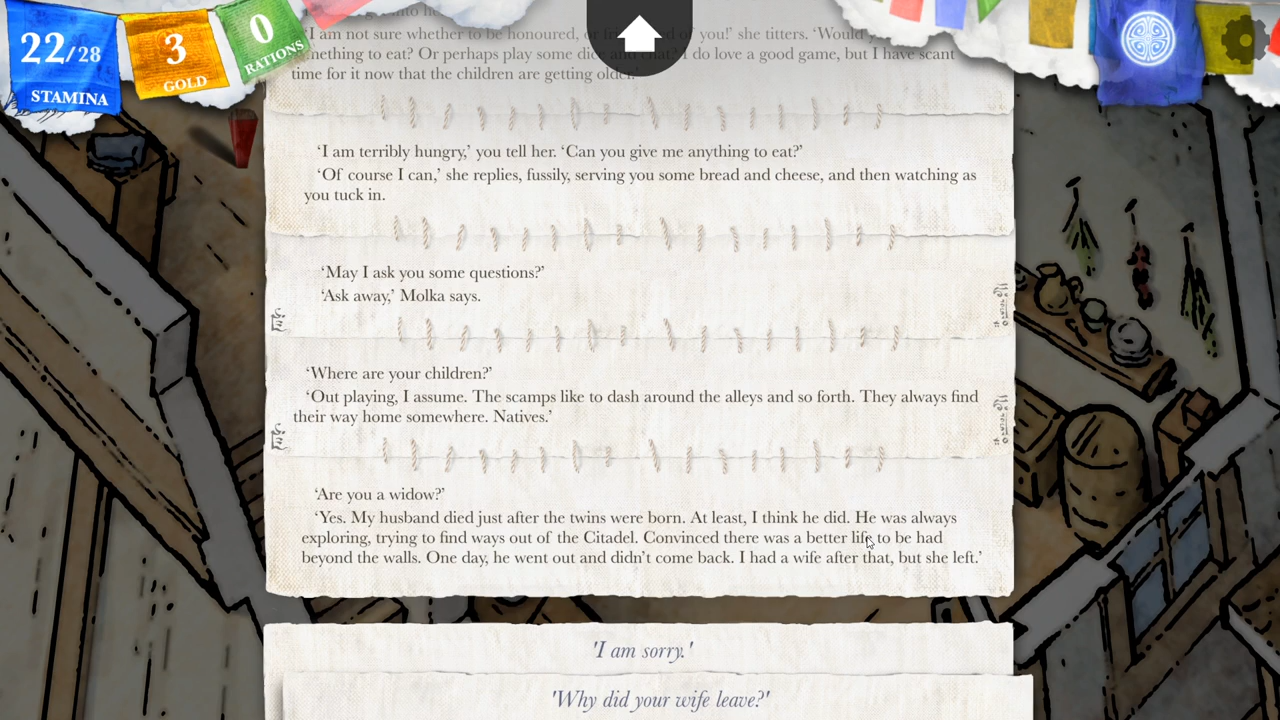 22/28
STAMINA
3
GOLD
0
RATIONS
'I am not sure whether to be honoured, or of you!' she titters. 'Would
something to eat? Or perhaps play some dice and chat? I do love a good game, but I have scant
time for it now that the children are getting older.'
‘I am terribly hungry,’ you tell her. ‘Can you give me anything to eat?’
‘Of course I can,’ she replies, fussily, serving you some bread and cheese, and then watching as
you tuck in.
‘May I ask you some questions?’
‘Ask away,’ Molka says.
‘Where are your children?’
‘Out playing, I assume. The scamps like to dash around the alleys and so forth. They always find
their way home somewhere. Natives.’
‘Are you a widow?’
‘Yes. My husband died just after the twins were born. At least, I think he did. He was always
exploring, trying to find ways out of the Citadel. Convinced there was a better life to be had
beyond the walls. One day, he went out and didn’t come back. I had a wife after that, but she left.’
'I am sorry.'
'Why did your wife leave?'